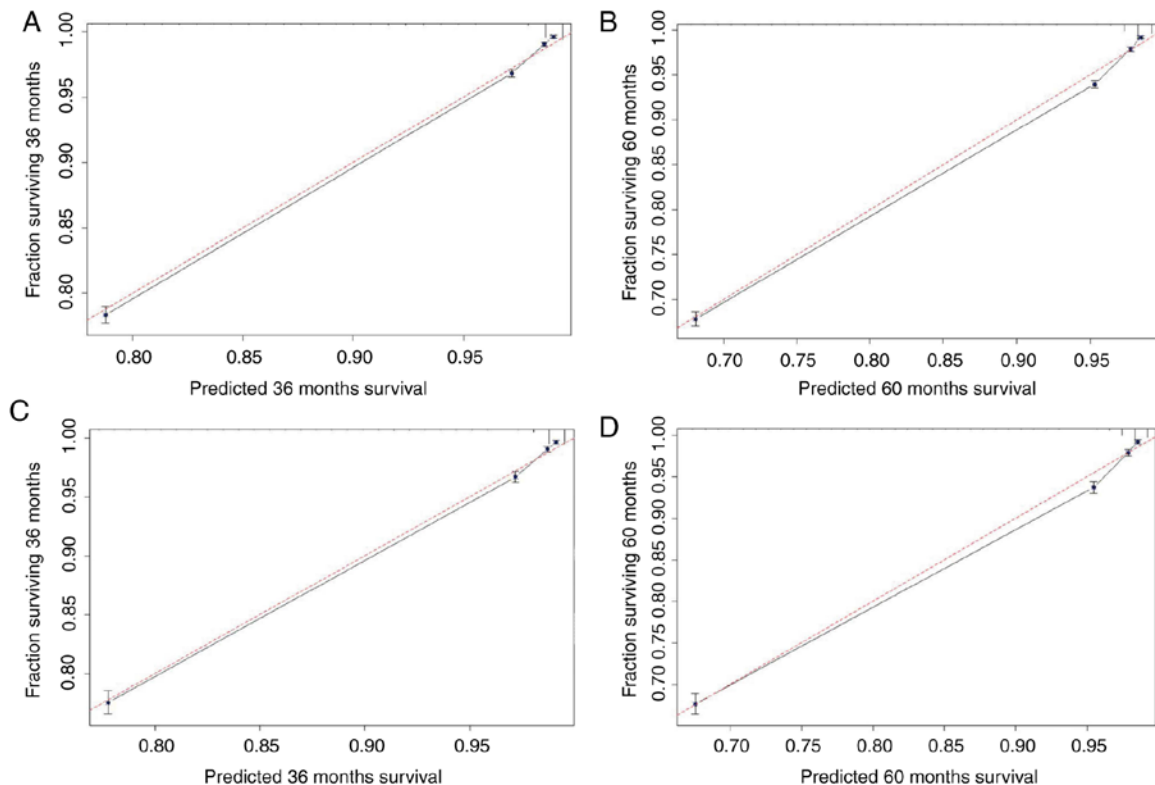 A
Fraction surviving 36 months
1.00
0.95
0.90
0.85
0.80
0.80 0.85 0.90 0.95
Predicted 36 months survival
B
Fraction surviving 60 months
1.00
0.95
0.90
0.85
0.80
0.75
0.70
0.70 0.75 0.80 0.85 0.90 0.95
Predicted 60 months survival
C
Fraction surviving 36 months
1.00
0.95
0.90
0.85
0.80
0.80 0.85 0.90 0.95
Predicted 36 months survival
D
Fraction surviving 60 months
1.00
0.95
0.90
0.85
0.80
0.75
0.70
0.70 0.75 0.80 0.85 0.90 0.95
Predicted 60 months survival